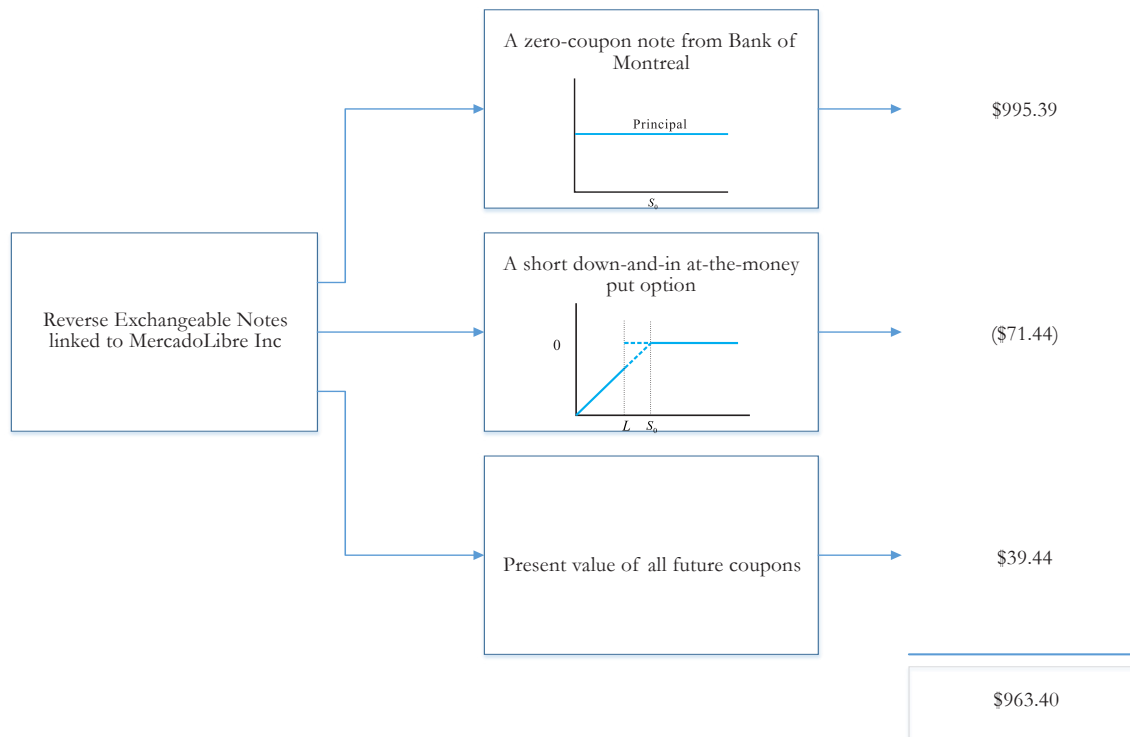 A zero-coupon note from Bank of
Montreal
Principal
S₀
$995.39
Reverse Exchangeable Notes
linked to MercadoLibre Inc
A short down-and-in at-the-money
put option
0
L S₀
($71.44)
Present value of all future coupons
$39.44
$963.40